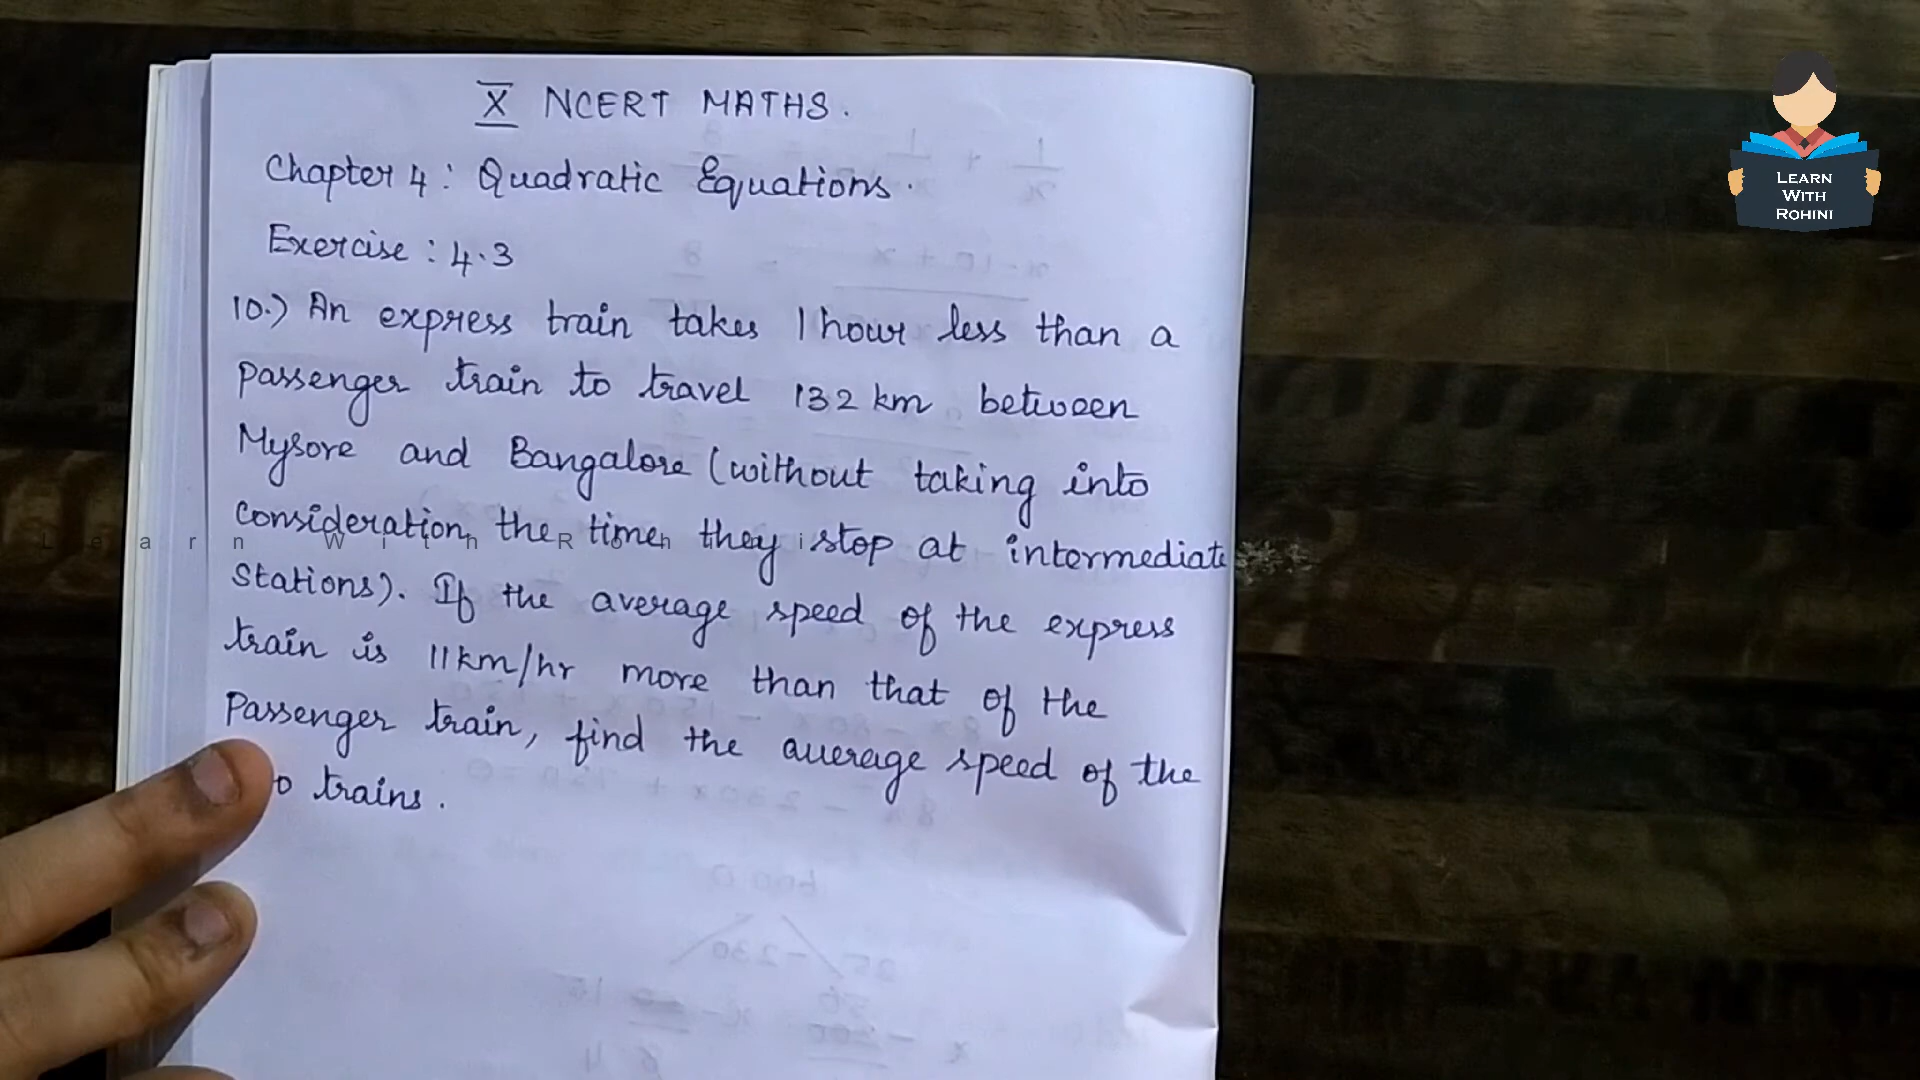 X NCERT MATHS.
Chapter 4: Quadratic Equations.
Exercise: 4.3
10.) An express train takes 1 hour less than a
passenger train to travel 132 km between
Mysore and Bangalore (without taking into
consideration the time they stop at intermediate
stations). If the average speed of the express
train is 11km/hr more than that of the
Passenger train, find the average speed of the
trains.
LEARN
WITH
ROHINI
Learn With Rohini